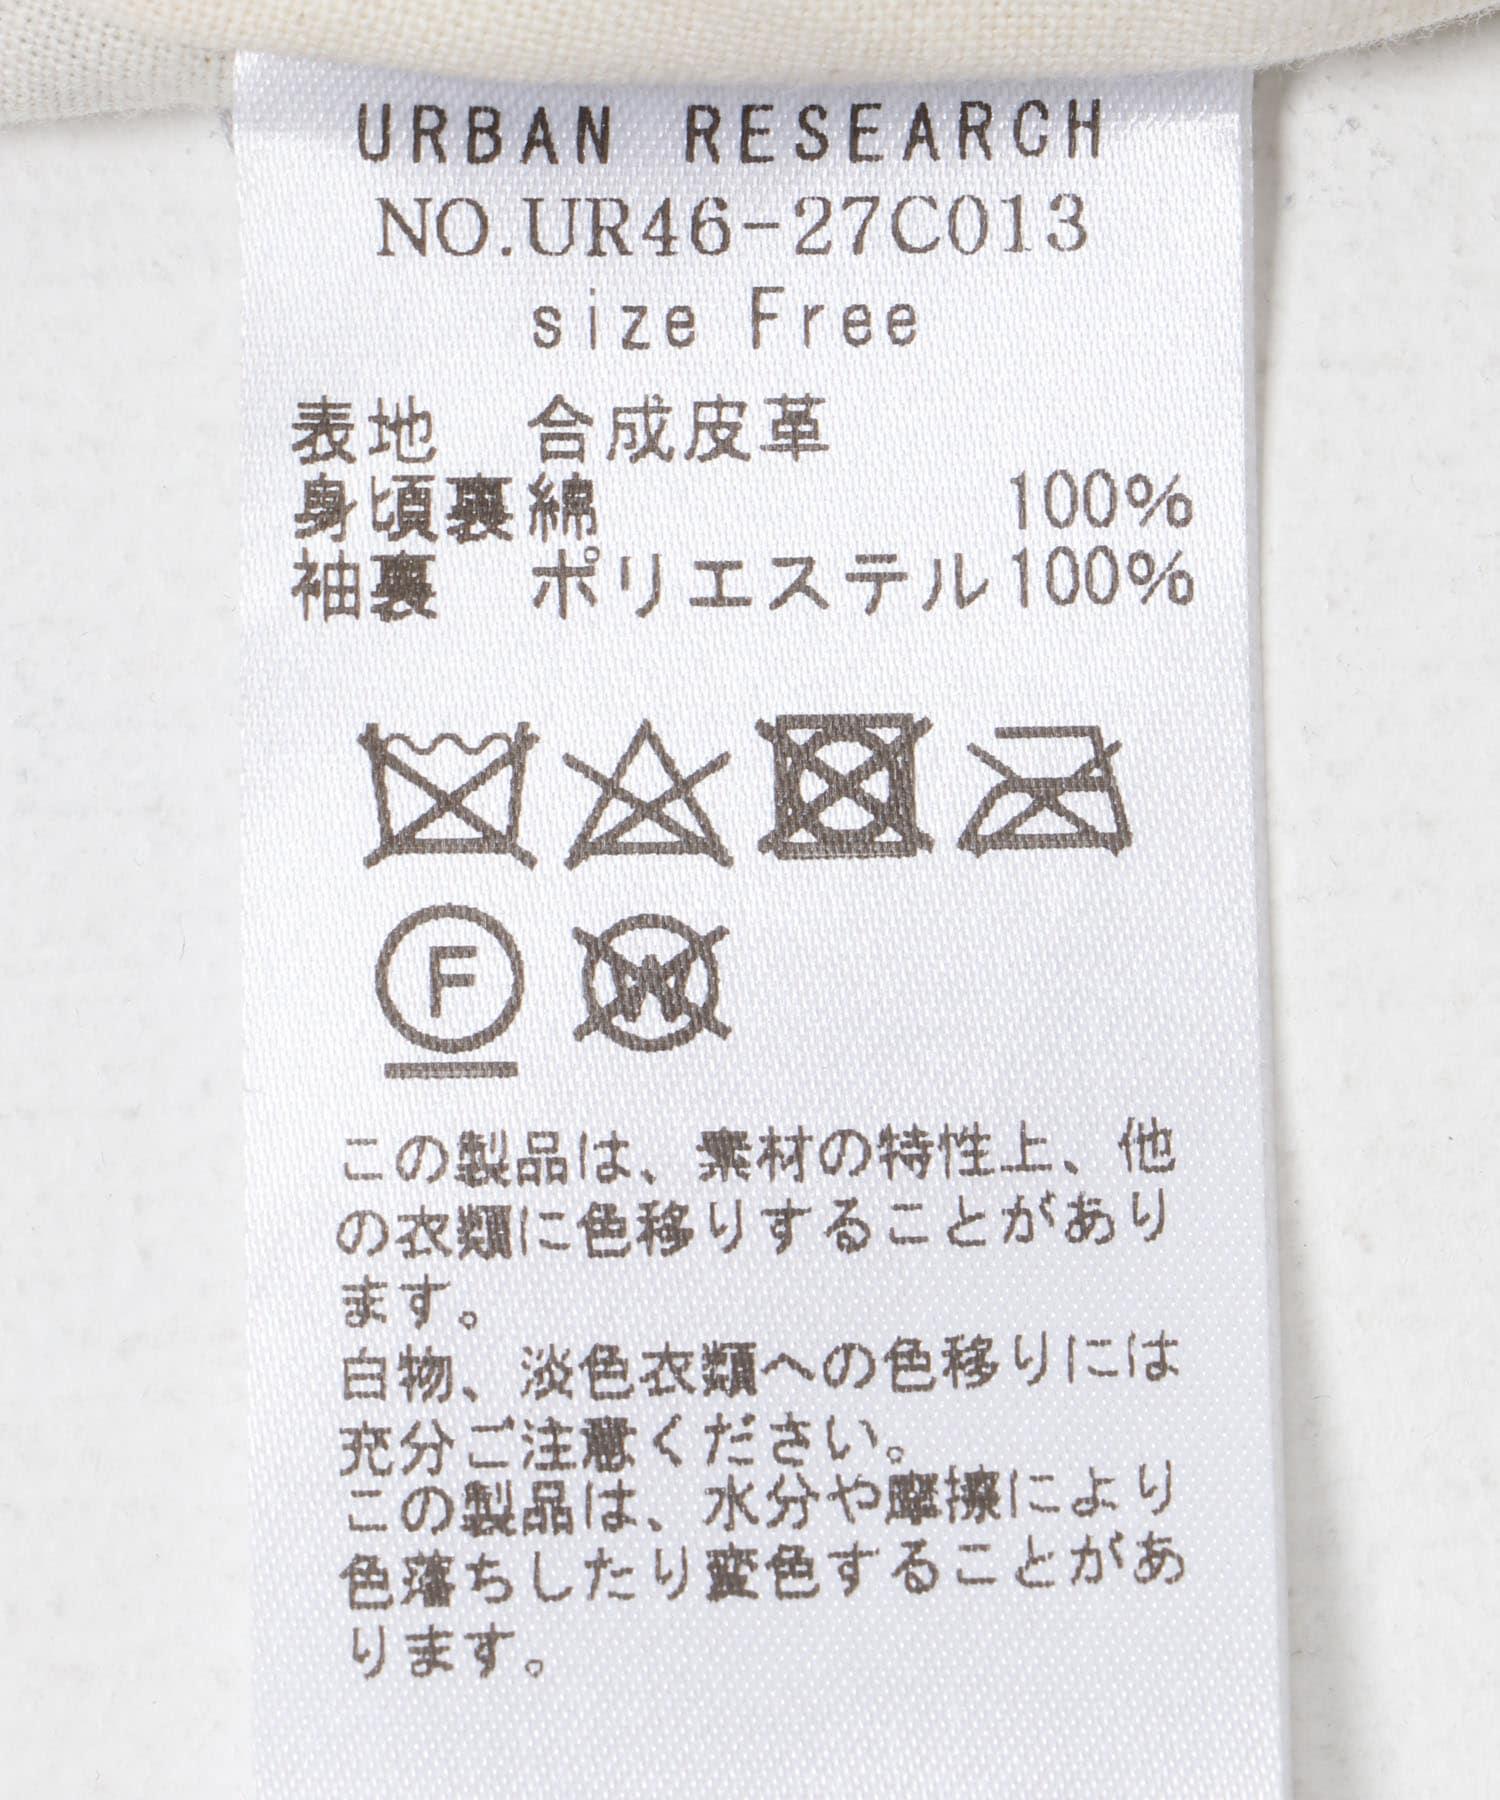 URBAN RESEARCH
NO.UR46-27C013
size Free
表地 合成皮革
身頃裏 綿 100%
袖裏 ポリエステル 100%
F
W
この製品は、素材の特性上、他
の衣類に色移りすることがあり
ます。
白物、淡色衣類への色移りには
充分ご注意ください。
この製品は、水分や摩擦により
色落ちしたり変色することがあ
ります。